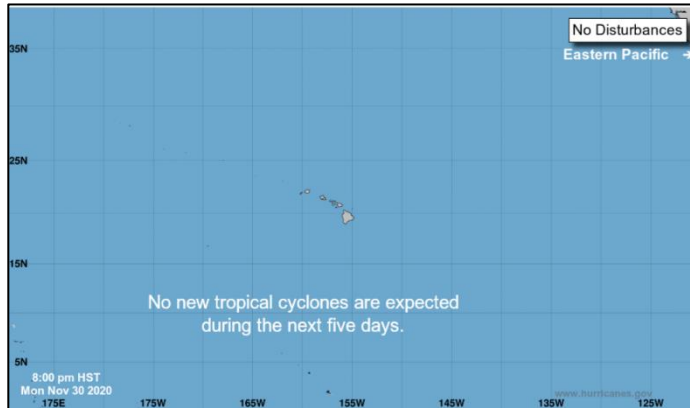 No Disturbances
Eastern Pacific →
35N
25N
15N
No new tropical cyclones are expected
during the next five days.
5N
8:00 pm HST
Mon Nov 30 2020
www.hurricanes.gov
175E
175W
165W
155W
145W
135W
125W